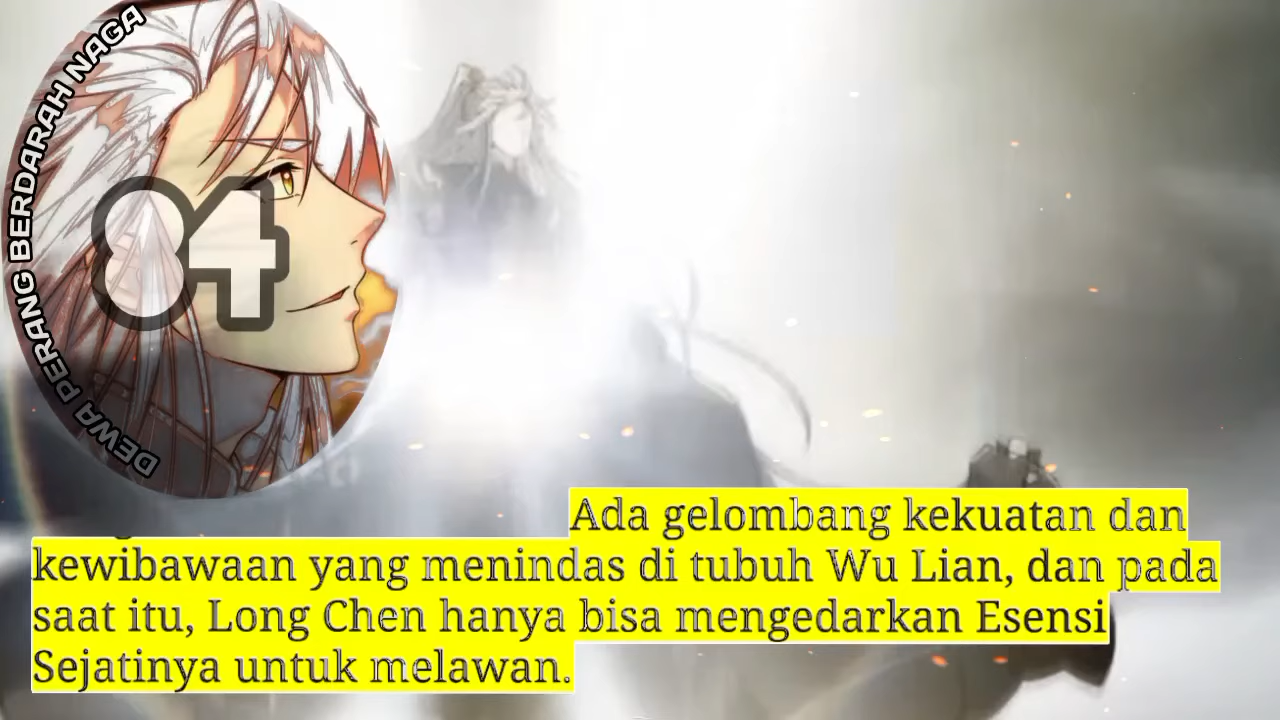 DEWA PERANG BERDARAH NAGA
84
Ada gelombang kekuatan dan
kewibawaan yang menindas di tubuh Wu Lian, dan pada
saat itu, Long Chen hanya bisa mengedarkan Esensi
Sejatinya untuk melawan.